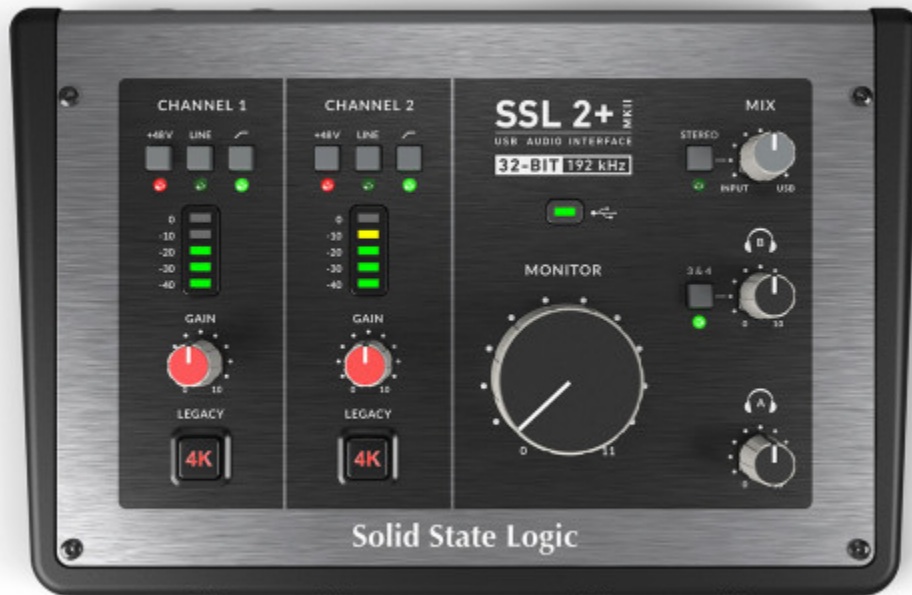 CHANNEL 1
+48V LINE
0
-10
-20
-30
-40
GAIN
0 10
LEGACY
4K
CHANNEL 2
+48V LINE
0
-10
-20
-30
-40
GAIN
0 10
LEGACY
4K
SSL 2+ MKII
USB AUDIO INTERFACE
32-BIT 192 kHz
MONITOR
0 11
MIX
STEREO
INPUT USB
B
3 & 4
0 10
A
0
Solid State Logic